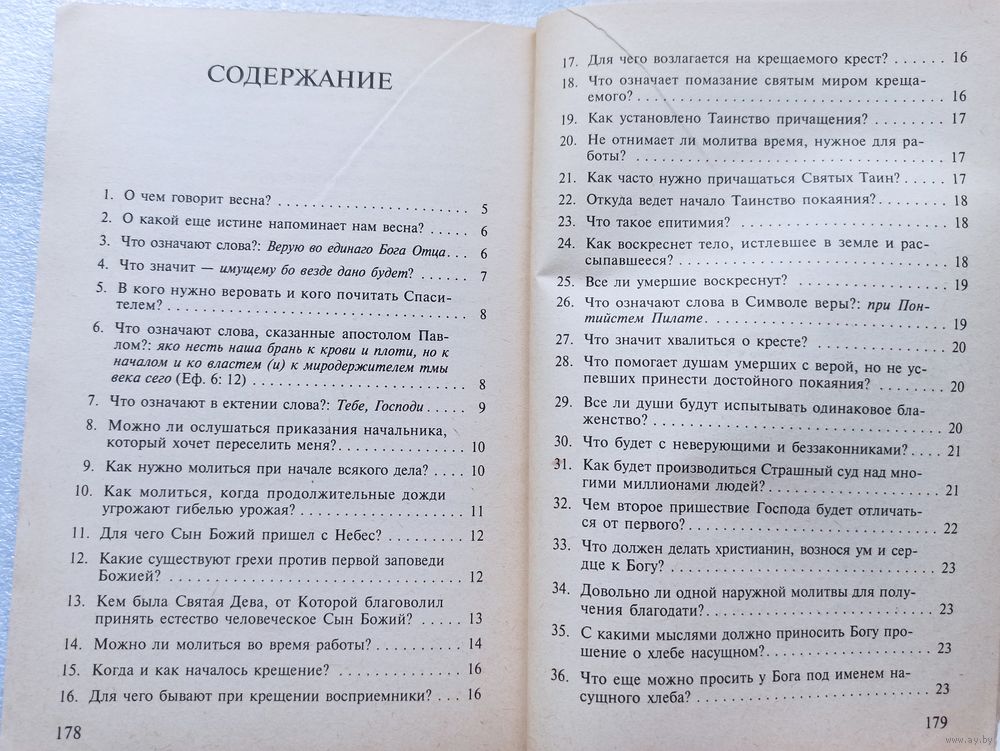 СОДЕРЖАНИЕ
1. О чем говорит весна? . . . . . . . . . . . . . . . . . . . . . 5
2. О какой еще истине напоминает нам весна? . . . . . 6
3. Что означают слова?: Верую во единаго Бога Отца. . . 6
4. Что значит — имущему бо везде дано будет? . . . . . . 7
5. В кого нужно веровать и кого почитать Спаси-
телем? . . . . . . . . . . . . . . . . . . . . . . . . . . . . . . . 8
6. Что означают слова, сказанные апостолом Пав-
лом?: яко несть наша брань к крови и плоти, но к
началом и ко властем (и) к миродержителем тмы
века сего (Еф. 6: 12) . . . . . . . . . . . . . . . . . . . . . . 8
7. Что означают в ектении слова?: Тебе, Господи . . . . . 9
8. Можно ли ослушаться приказания начальника,
который хочет переселить меня?. . . . . . . . . . . . . 10
9. Как нужно молиться при начале всякого дела? . . . . 10
10. Как молиться, когда продолжительные дожди
угрожают гибелью урожая? . . . . . . . . . . . . . . . . 11
11. Для чего Сын Божий пришел с Небес? . . . . . . . . . 12
12. Какие существуют грехи против первой заповеди
Божией? . . . . . . . . . . . . . . . . . . . . . . . . . . . . . 12
13. Кем была Святая Дева, от Которой благоволил
принять естество человеческое Сын Божий? . . . . . 13
14. Можно ли молиться во время работы? . . . . . . . . . . 14
15. Когда и как началось крещение? . . . . . . . . . . . . . 16
16. Для чего бывают при крещении восприемники? . . . 16
178
17. Для чего возлагается на крещаемого крест? . . . . . . 16
18. Что означает помазание святым миром креща-
емого? . . . . . . . . . . . . . . . . . . . . . . . . . . . . . . . 16
19. Как установлено Таинство причащения? . . . . . . . . 17
20. Не отнимает ли молитва время, нужное для ра-
боты? . . . . . . . . . . . . . . . . . . . . . . . . . . . . . . . 17
21. Как часто нужно причащаться Святых Таин? . . . . . 17
22. Откуда ведет начало Таинство покаяния? . . . . . . . . 18
23. Что такое епитимия? . . . . . . . . . . . . . . . . . . . . . 18
24. Как воскреснет тело, истлевшее в земле и рас-
сыпавшееся? . . . . . . . . . . . . . . . . . . . . . . . . . . . 18
25. Все ли умершие воскреснут? . . . . . . . . . . . . . . . . 19
26. Что означают слова в Символе веры?: при Пон-
тийстем Пилате. . . . . . . . . . . . . . . . . . . . . . . . . 19
27. Что значит хвалиться о кресте? . . . . . . . . . . . . . . 20
28. Что помогает душам умерших с верой, но не ус-
певших принести достойного покаяния? . . . . . . . . 20
29. Все ли души будут испытывать одинаковое бла-
женство? . . . . . . . . . . . . . . . . . . . . . . . . . . . . . . 20
30. Что будет с неверующими и беззаконниками? . . . . 21
31. Как будет производиться Страшный суд над мно-
гими миллионами людей? . . . . . . . . . . . . . . . . . . 21
32. Чем второе пришествие Господа будет отличать-
ся от первого? . . . . . . . . . . . . . . . . . . . . . . . . . . 22
33. Что должен делать христианин, вознося ум и сер-
дце к Богу? . . . . . . . . . . . . . . . . . . . . . . . . . . . . 23
34. Довольно ли одной наружной молитвы для полу-
чения благодати? . . . . . . . . . . . . . . . . . . . . . . . . 23
35. С какими мыслями должно приносить Богу про-
шение о хлебе насущном? . . . . . . . . . . . . . . . . . . 23
36. Что еще можно просить у Бога под именем на-
сущного хлеба? . . . . . . . . . . . . . . . . . . . . . . . . . . 23
179
www.ay.by